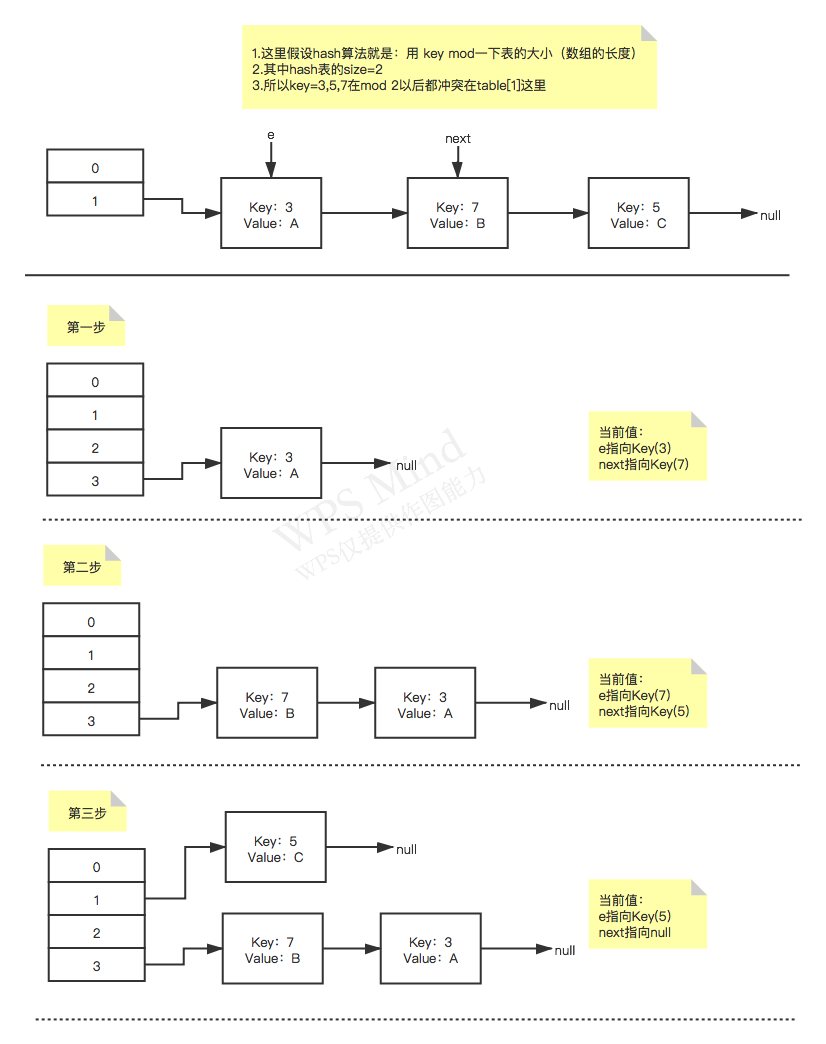 1.这里假设hash算法就是：用 key mod一下表的大小（数组的长度）
2.其中hash表的size=2
3.所以key=3,5,7在mod 2以后都冲突在table[1]这里
e
next
0
1
Key：3
Value：A
Key：7
Value：B
Key：5
Value：C
null
第一步
0
1
2
3
Key：3
Value：A
null
当前值：
e指向Key(3)
next指向Key(7)
WPS Mind
WPS仅提供作图能力
第二步
0
1
2
3
Key：7
Value：B
Key：3
Value：A
null
当前值：
e指向Key(7)
next指向Key(5)
第三步
0
1
2
3
Key：5
Value：C
null
Key：7
Value：B
Key：3
Value：A
null
当前值：
e指向Key(5)
next指向null